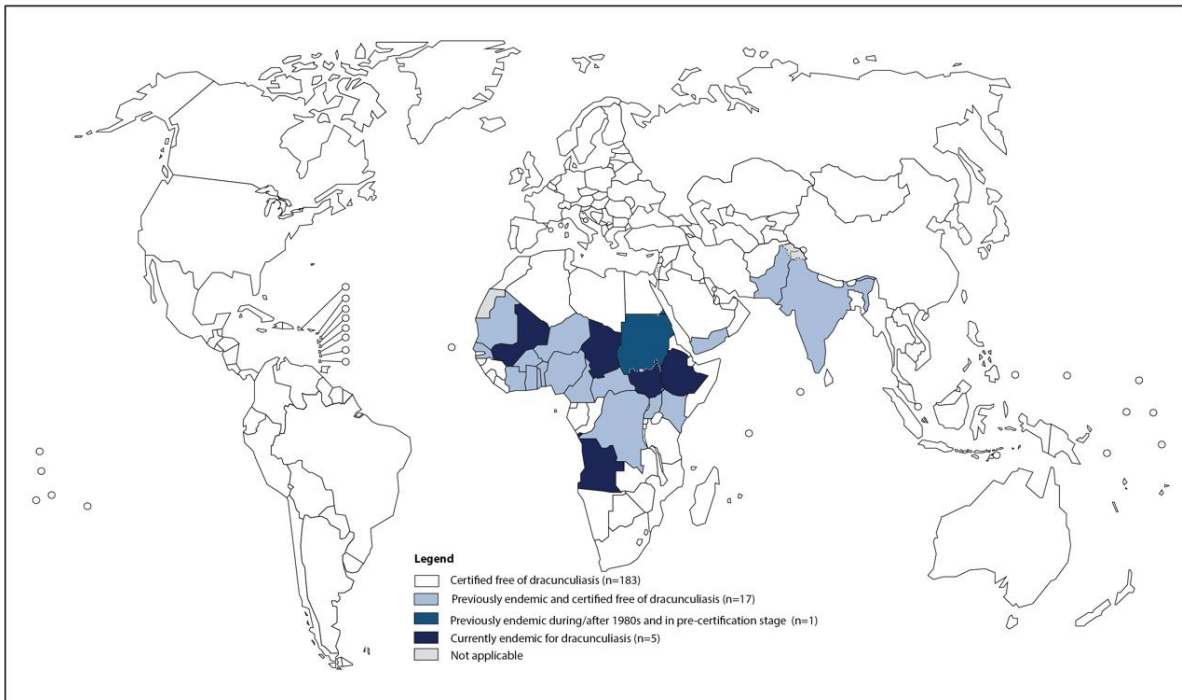 Legend
Certified free of dracunculiasis (n=183)
Previously endemic and certified free of dracunculiasis (n=17)
Previously endemic during/after 1980s and in pre-certification stage (n=1)
Currently endemic for dracunculiasis (n=5)
Not applicable